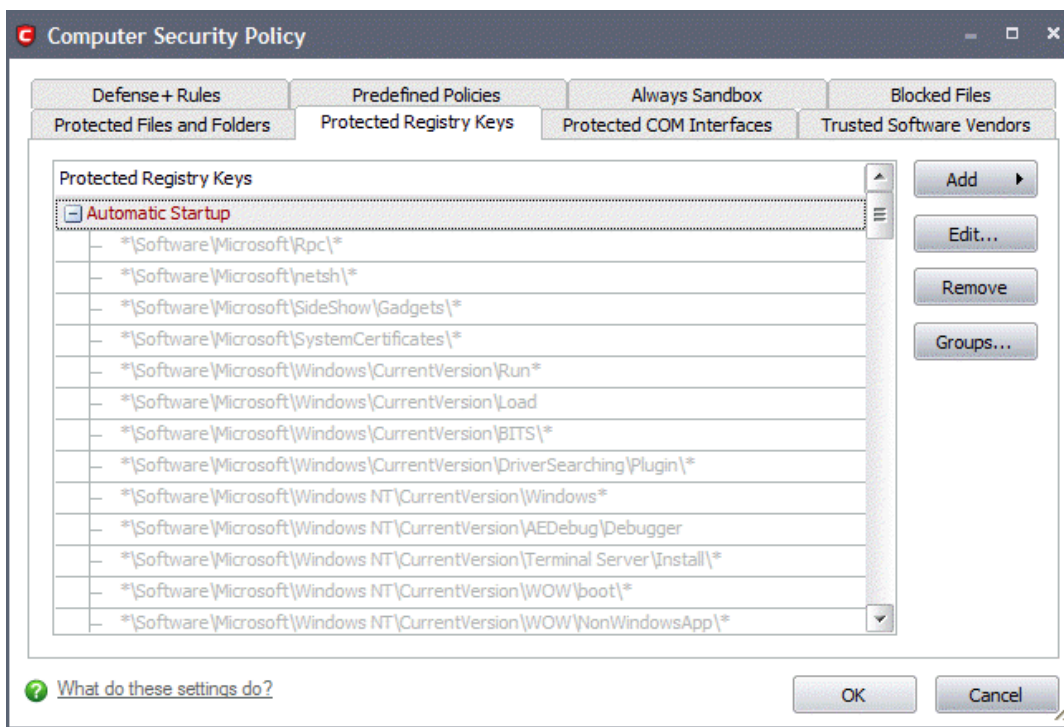 Computer Security Policy
Defense+ Rules
Predefined Policies
Always Sandbox
Blocked Files
Protected Files and Folders
Protected Registry Keys
Protected COM Interfaces
Trusted Software Vendors
Protected Registry Keys
Automatic Startup
*\Software\Microsoft\Rpc\*
*\Software\Microsoft\netsh\*
*\Software\Microsoft\SideShow\Gadgets\*
*\Software\Microsoft\SystemCertificates\*
*\Software\Microsoft\Windows\CurrentVersion\Run*
*\Software\Microsoft\Windows\CurrentVersion\Load
*\Software\Microsoft\Windows\CurrentVersion\BITS\*
*\Software\Microsoft\Windows\CurrentVersion\DriverSearching\Plugin\*
*\Software\Microsoft\Windows NT\CurrentVersion\Windows*
*\Software\Microsoft\Windows NT\CurrentVersion\AEDebug\Debugger
*\Software\Microsoft\Windows NT\CurrentVersion\Terminal Server\Install\*
*\Software\Microsoft\Windows NT\CurrentVersion\WOW\boot\*
*\Software\Microsoft\Windows NT\CurrentVersion\WOW\NonWindowsApp\*
Add
Edit...
Remove
Groups...
What do these settings do?
OK
Cancel